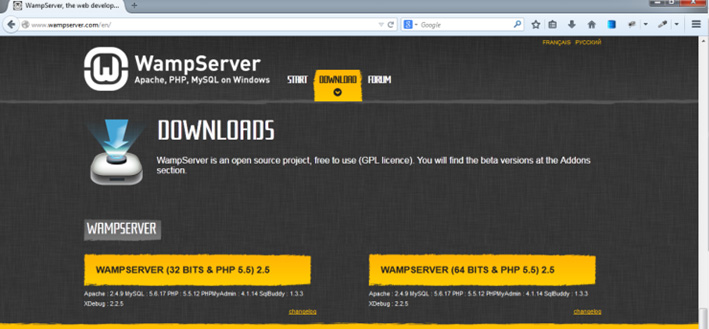 WampServer, the web develop...
www.wampserver.com/en/
Google
FRANÇAIS РУССКИЙ
WampServer
Apache, PHP, MySQL on Windows
START DOWNLOAD FORUM
DOWNLOADS
WampServer is an open source project, free to use (GPL licence). You will find the beta versions at the Addons
section.
WAMPSERVER
WAMPSERVER (32 BITS & PHP 5.5) 2.5
Apache : 2.4.9 MySQL : 5.6.17 PHP : 5.5.12 PHPMyAdmin : 4.1.14 SqlBuddy : 1.3.3
XDebug : 2.2.5
changelog
WAMPSERVER (64 BITS & PHP 5.5) 2.5
Apache : 2.4.9 MySQL : 5.6.17 PHP : 5.5.12 PHPMyAdmin : 4.1.14 SqlBuddy : 1.3.3
XDebug : 2.2.5
changelog